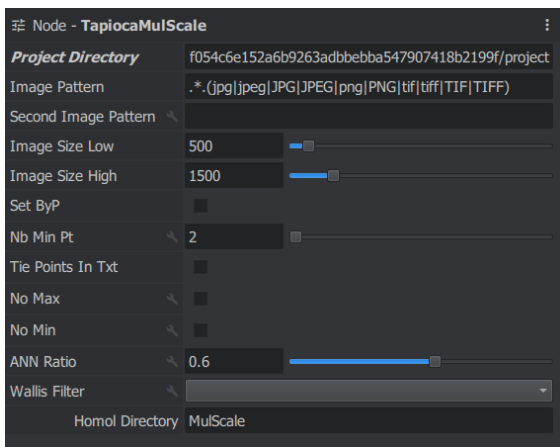 Node - TapiocaMulScale
Project Directory f054c6e152a6b9263adbbebba547907418b2199f/project
Image Pattern .*.(jpg|jpeg|JPG|JPEG|png|PNG|tif|tiff|TIF|TIFF)
Second Image Pattern
Image Size Low 500
Image Size High 1500
Set ByP
Nb Min Pt 2
Tie Points In Txt
No Max
No Min
ANN Ratio 0.6
Wallis Filter
Homol Directory MulScale